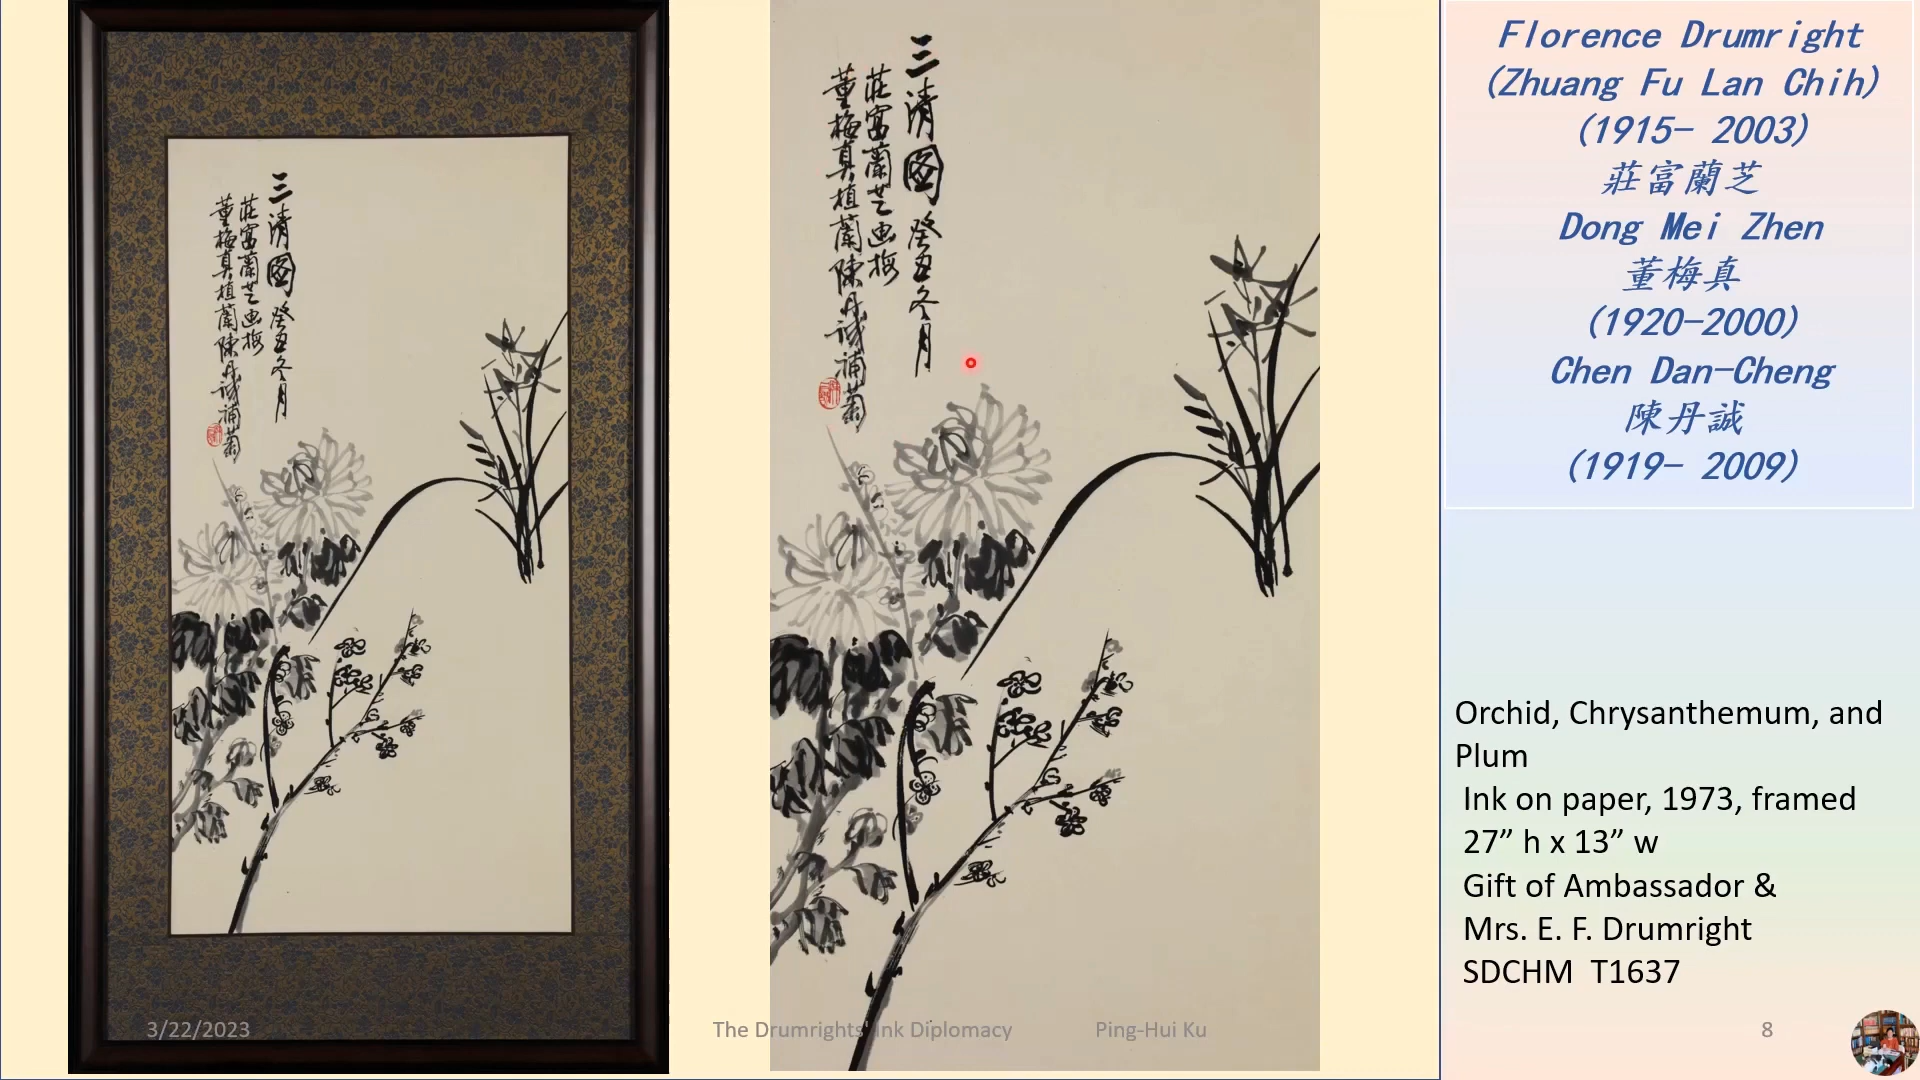 三清圖 癸丑冬月
莊富蘭芝画梅
董梅真植蘭陳丹誠補菊
三清圖 癸丑冬月
莊富蘭芝画梅
董梅真植蘭陳丹誠補菊
Florence Drumright
(Zhuang Fu Lan Chih)
(1915- 2003)
莊富蘭芝
Dong Mei Zhen
董梅真
(1920-2000)
Chen Dan-Cheng
陳丹誠
(1919- 2009)
Orchid, Chrysanthemum, and
Plum
Ink on paper, 1973, framed
27” h x 13” w
Gift of Ambassador &
Mrs. E. F. Drumright
SDCHM T1637
3/22/2023
The Drumrights' Ink Diplomacy
Ping-Hui Ku
8